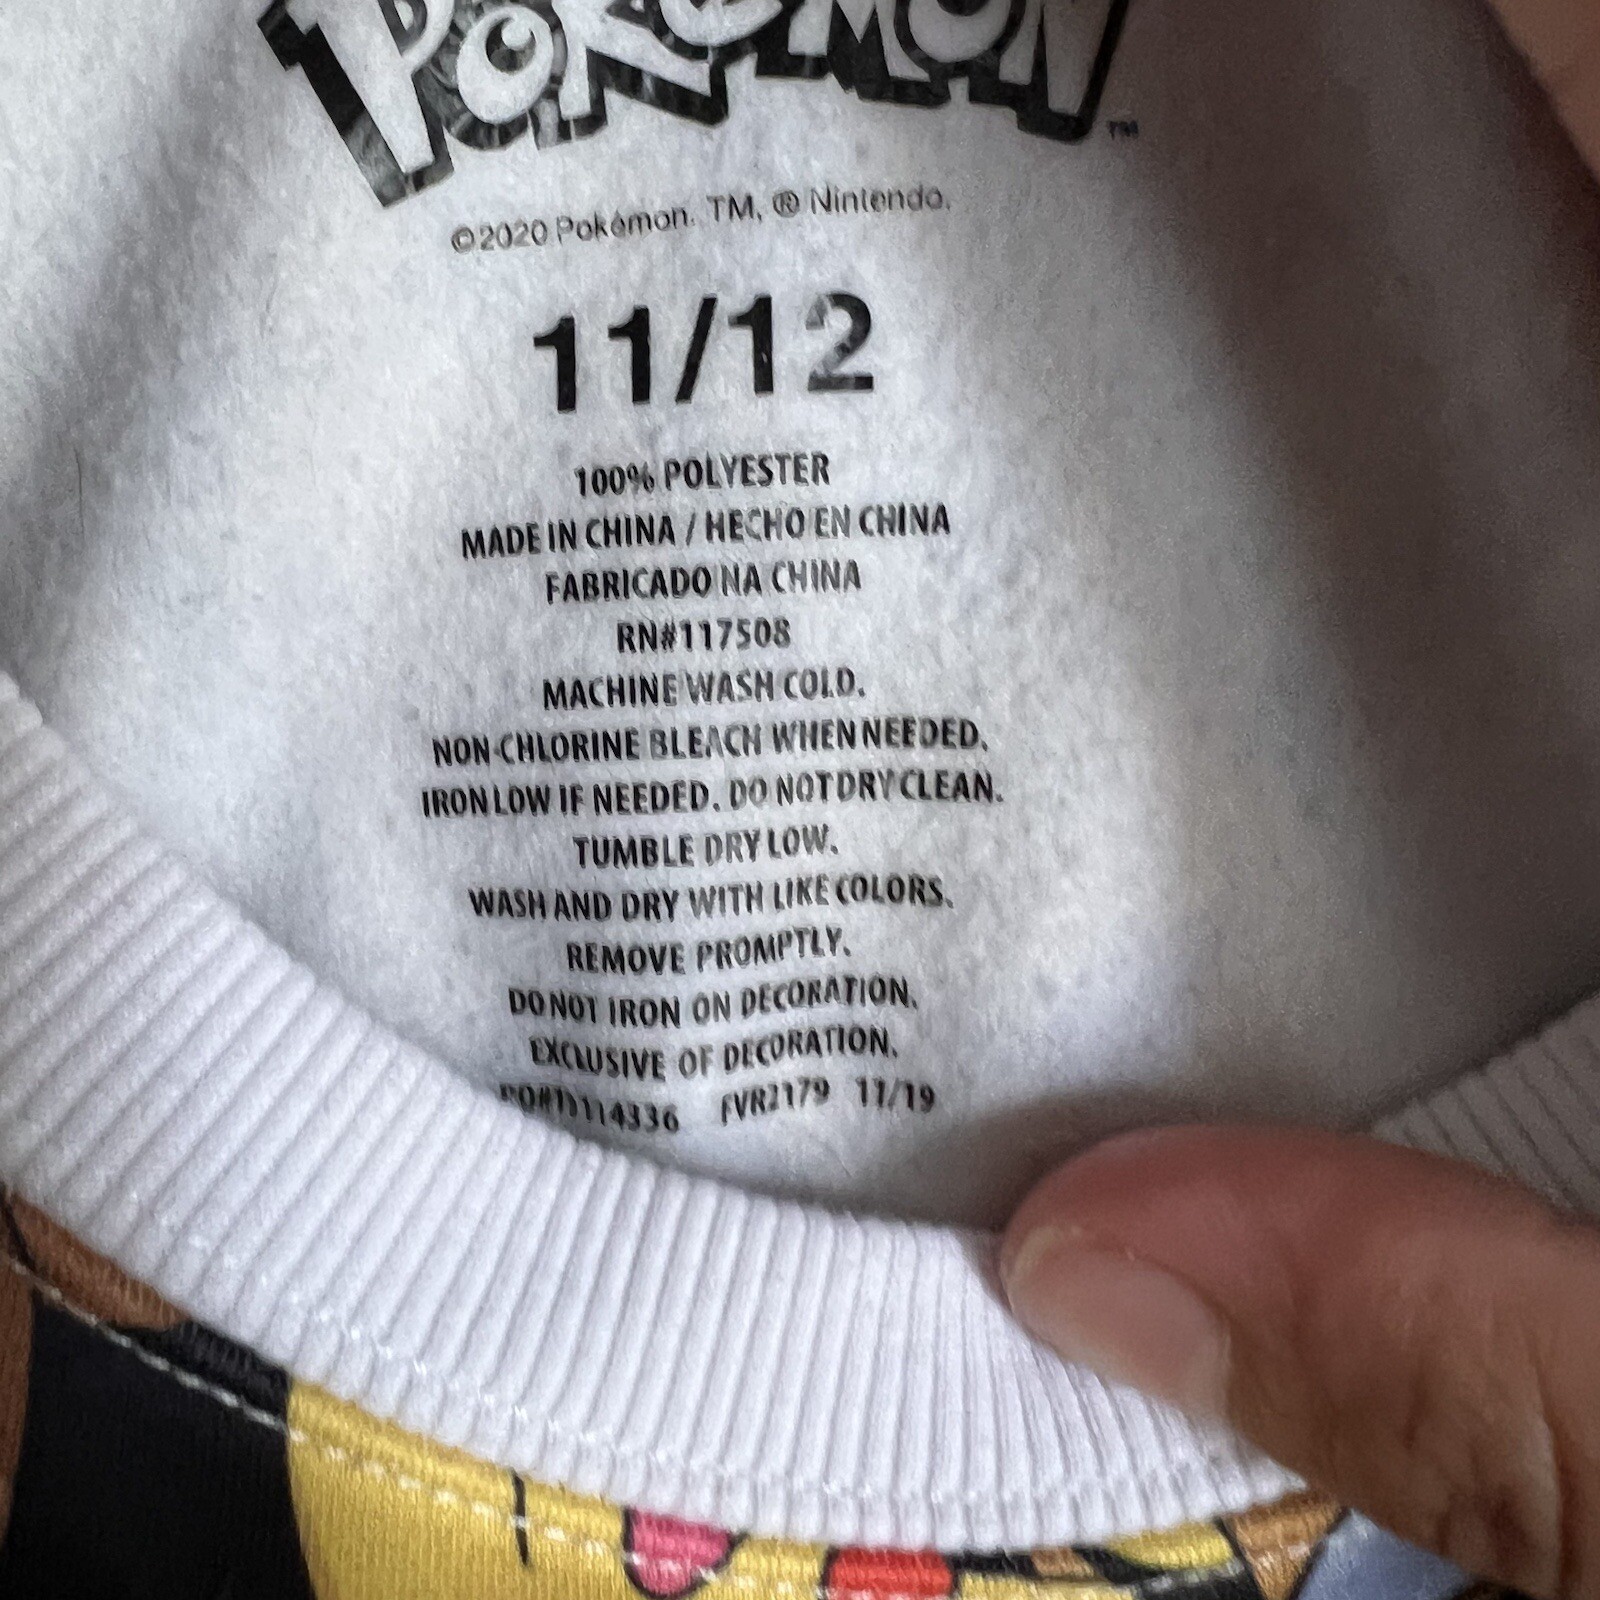 POKéMON TM
©2020 Pokémon. TM, ® Nintendo.
11/12
100% POLYESTER
MADE IN CHINA / HECHO EN CHINA
FABRICADO NA CHINA
RN#117508
MACHINE WASH COLD.
NON-CHLORINE BLEACH WHEN NEEDED.
IRON LOW IF NEEDED. DO NOT DRY CLEAN.
TUMBLE DRY LOW.
WASH AND DRY WITH LIKE COLORS.
REMOVE PROMPTLY.
DO NOT IRON ON DECORATION.
EXCLUSIVE OF DECORATION.
FVR2179 11/19